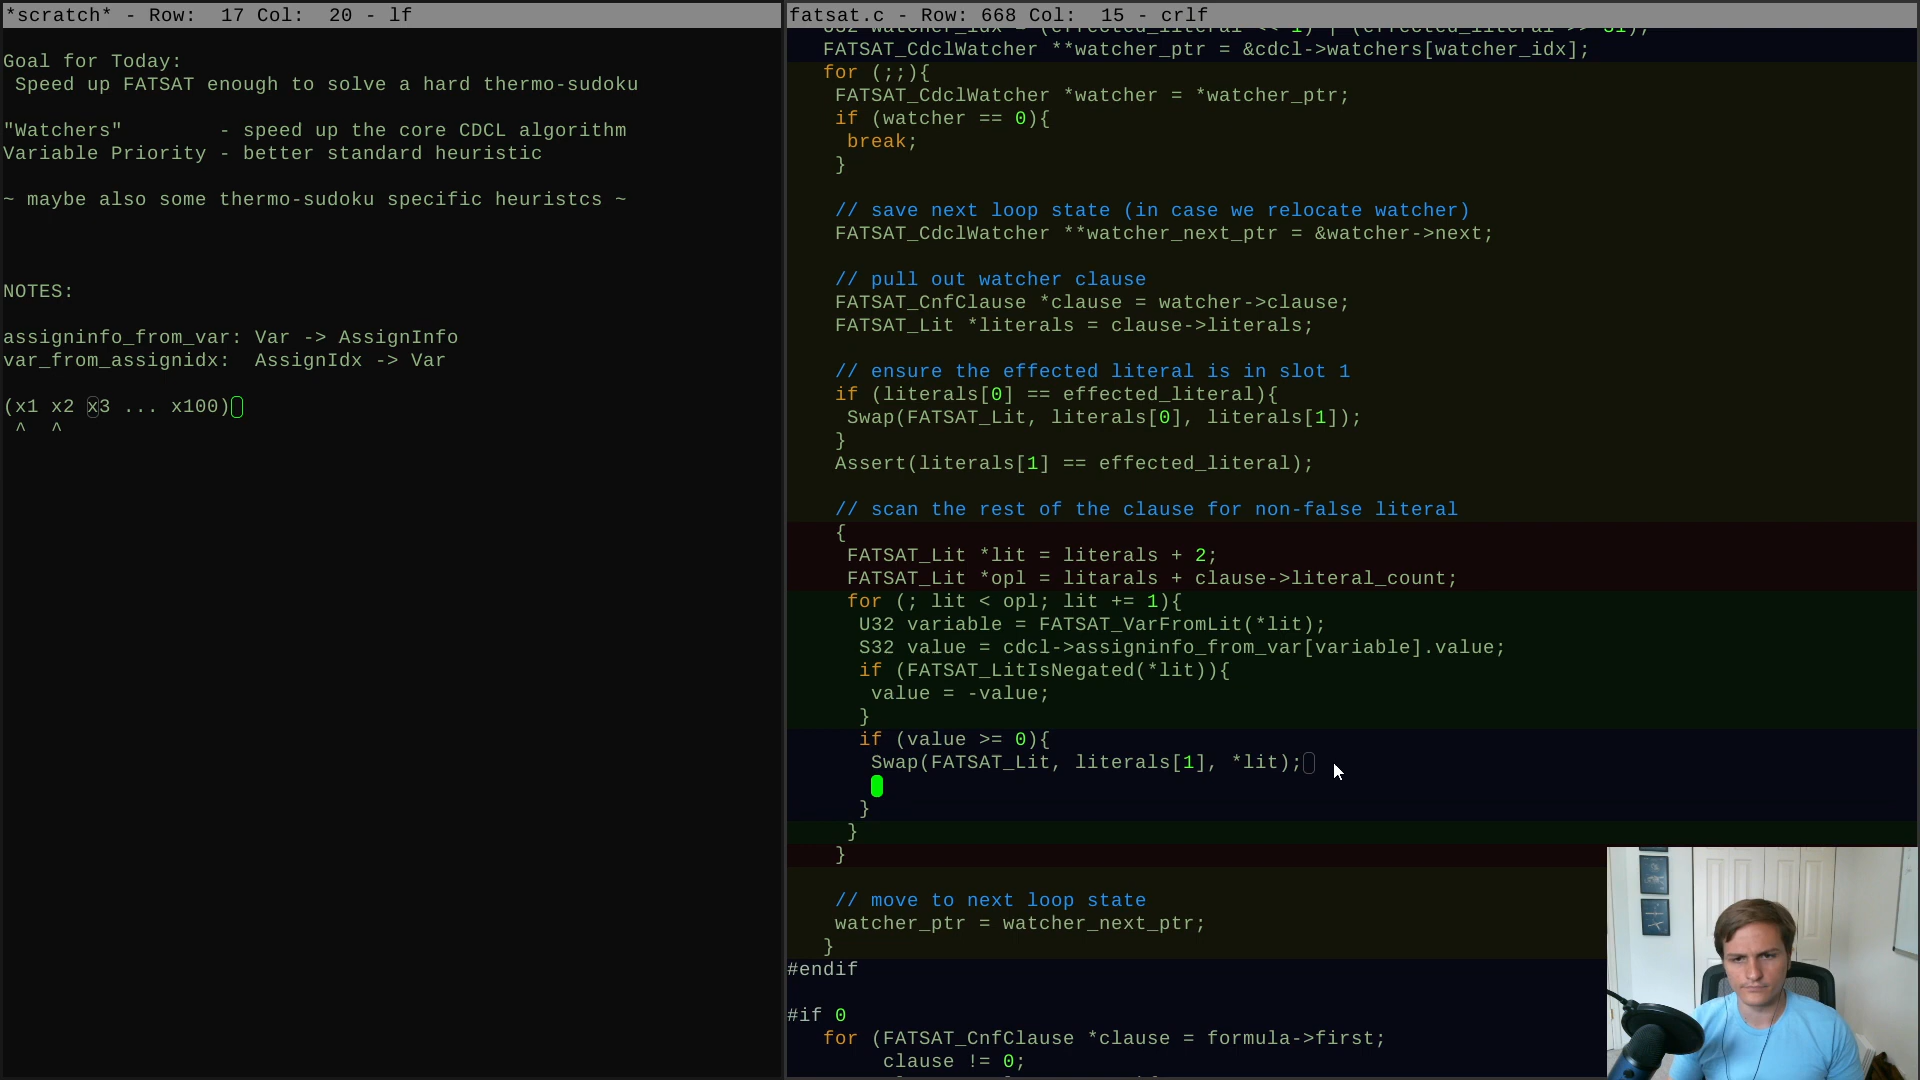 *scratch* - Row:  17 Col:  20 - lf
Goal for Today:
 Speed up FATSAT enough to solve a hard thermo-sudoku
"Watchers"        - speed up the core CDCL algorithm
Variable Priority - better standard heuristic
~ maybe also some thermo-sudoku specific heuristcs ~
NOTES:
assigninfo_from_var: Var -> AssignInfo
var_from_assignidx:  AssignIdx -> Var
(x1 x2 x3 ... x100)
 ^  ^
fatsat.c - Row: 668 Col:  15 - crlf
U32 watcher_idx = (effected_literal << 1) | (effected_literal >> 31);
FATSAT_CdclWatcher **watcher_ptr = &cdcl->watchers[watcher_idx];
for (;;){
FATSAT_CdclWatcher *watcher = *watcher_ptr;
if (watcher == 0){
break;
}
// save next loop state (in case we relocate watcher)
FATSAT_CdclWatcher **watcher_next_ptr = &watcher->next;
// pull out watcher clause
FATSAT_CnfClause *clause = watcher->clause;
FATSAT_Lit *literals = clause->literals;
// ensure the effected literal is in slot 1
if (literals[0] == effected_literal){
Swap(FATSAT_Lit, literals[0], literals[1]);
}
Assert(literals[1] == effected_literal);
// scan the rest of the clause for non-false literal
{
FATSAT_Lit *lit = literals + 2;
FATSAT_Lit *opl = litarals + clause->literal_count;
for (; lit < opl; lit += 1){
U32 variable = FATSAT_VarFromLit(*lit);
S32 value = cdcl->assigninfo_from_var[variable].value;
if (FATSAT_LitIsNegated(*lit)){
value = -value;
}
if (value >= 0){
Swap(FATSAT_Lit, literals[1], *lit);
}
}
}
// move to next loop state
watcher_ptr = watcher_next_ptr;
}
#endif
#if 0
for (FATSAT_CnfClause *clause = formula->first;
clause != 0;